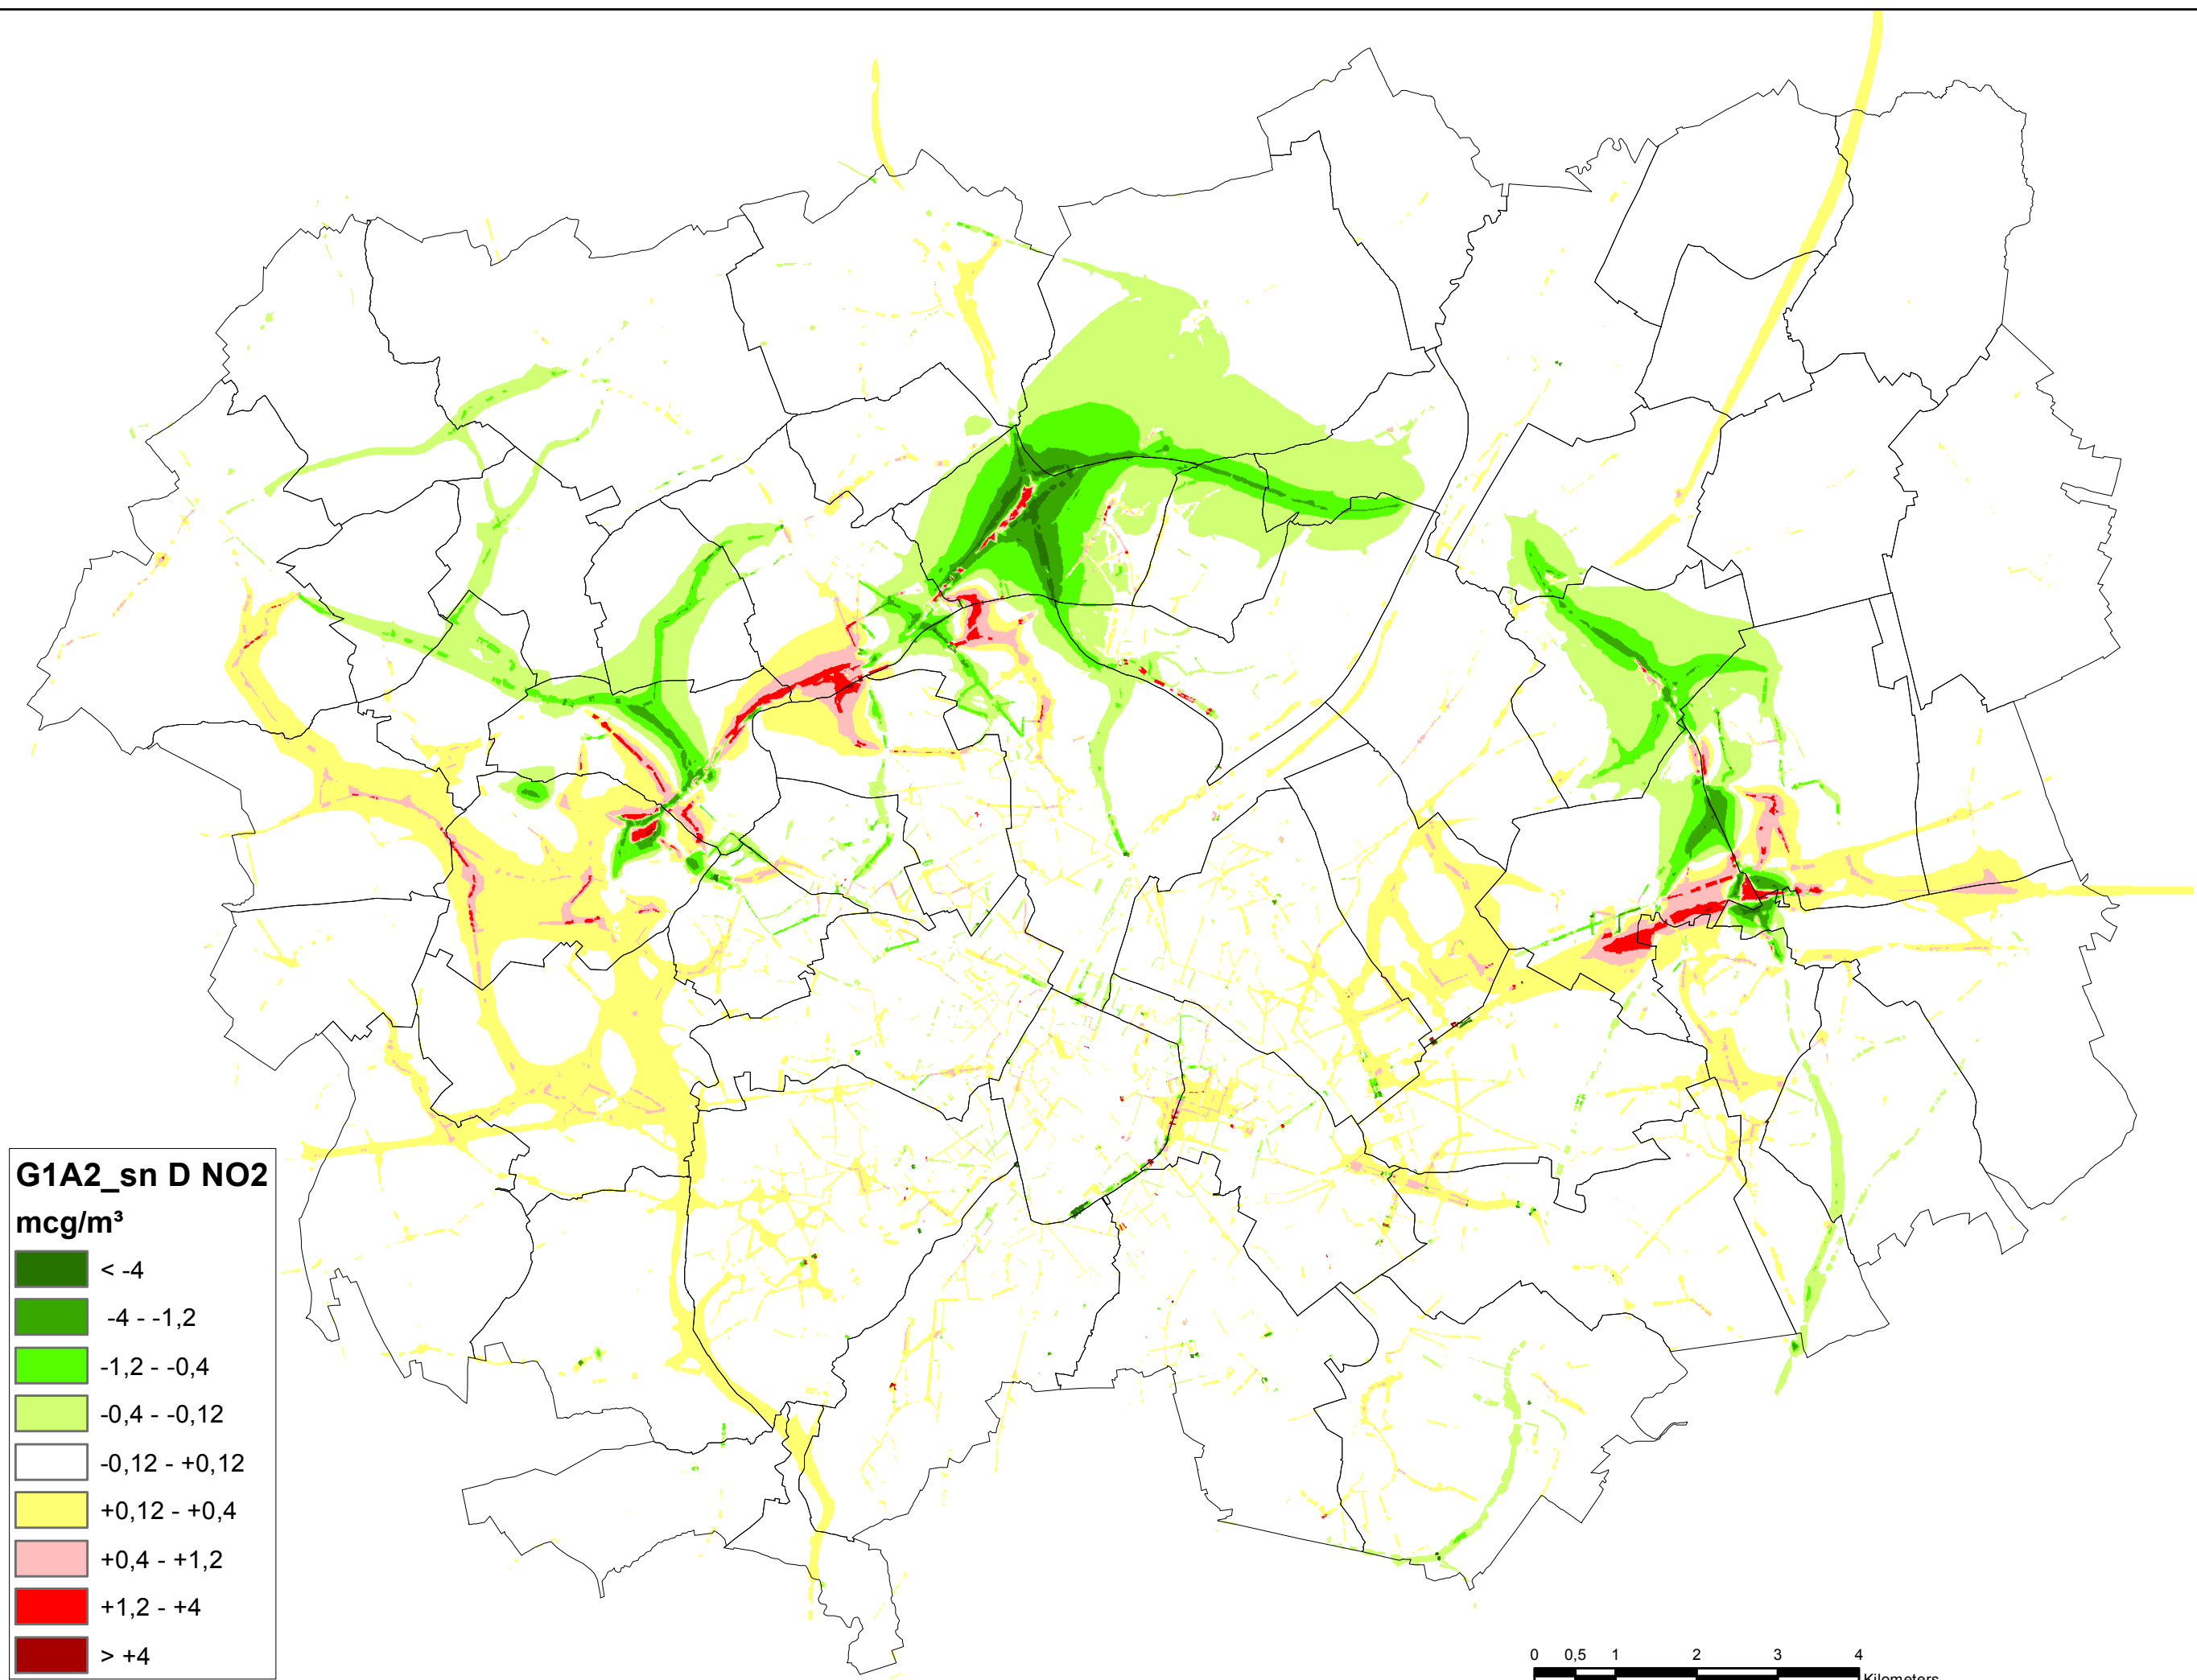 G1A2_sn D NO2
mcg/m³
< -4
-4 - -1,2
-1,2 - -0,4
-0,4 - -0,12
-0,12 - +0,12
+0,12 - +0,4
+0,4 - +1,2
+1,2 - +4
> +4
0 0,5 1 2 3 4
Kilometers